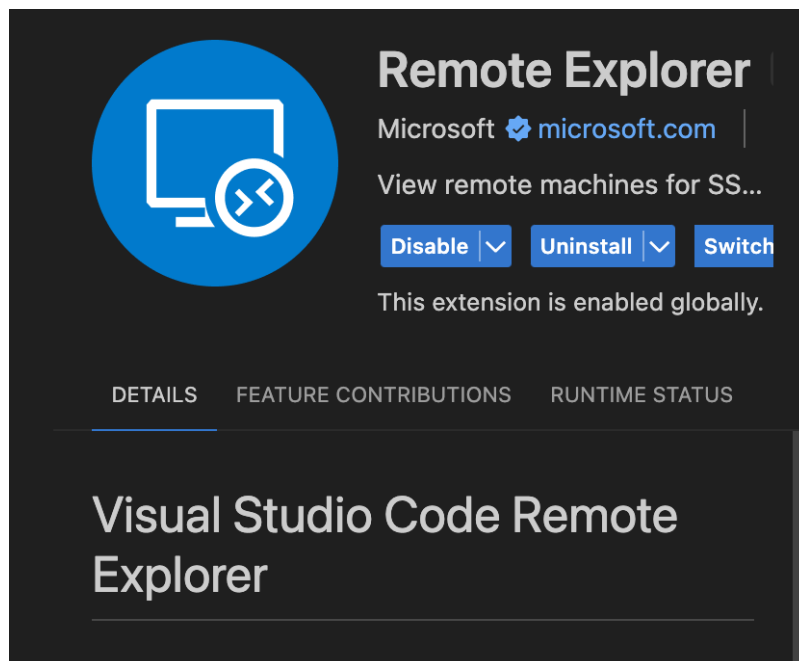 Remote Explorer
Microsoft microsoft.com
View remote machines for SS...
Disable Uninstall Switch
This extension is enabled globally.
DETAILS FEATURE CONTRIBUTIONS RUNTIME STATUS
Visual Studio Code Remote
Explorer